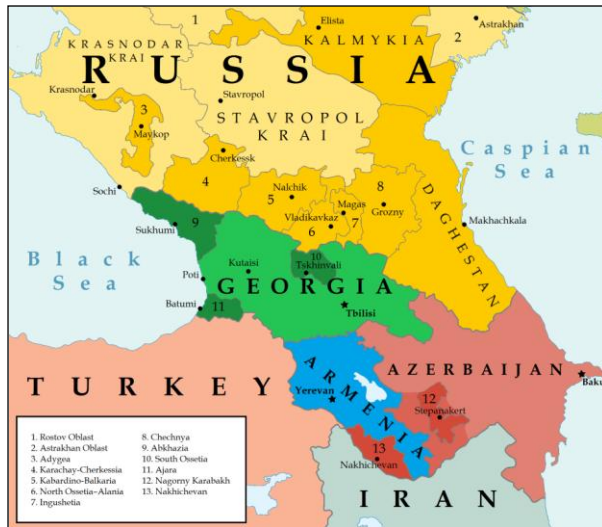 1
Elista
2
Astrakhan
KRASNODAR
KRAI
KALMYKIA
RUSSIA
Krasnodar
3
Maykop
Stavropol
STAVROPOL
KRAI
Cherkessk
4
Caspian
Sea
Sochi
5
Nalchik
8
Magas
7
Grozny
Vladikavkaz
6
DAGHESTAN
Makhachkala
9
Sukhumi
Black
Sea
Kutaisi
10
Tskhinvali
Poti
GEORGIA
Batumi
11
Tbilisi
TURKEY
ARMENIA
Yerevan
AZERBAIJAN
Baku
12
Stepanakert
13
Nakhichevan
IRAN
1. Rostov Oblast
2. Astrakhan Oblast
3. Adygea
4. Karachay-Cherkessia
5. Kabardino-Balkaria
6. North Ossetia–Alania
7. Ingushetia
8. Chechnya
9. Abkhazia
10. South Ossetia
11. Ajara
12. Nagorny Karabakh
13. Nakhichevan